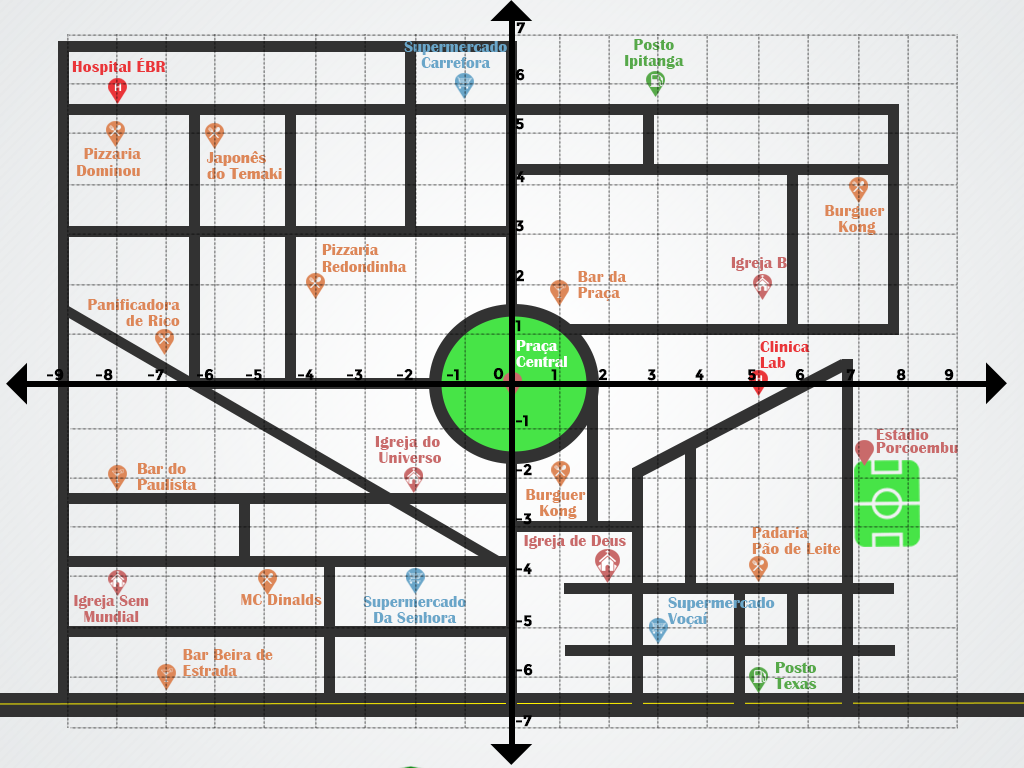 7
Supermercado
Carrefora
Posto
Ipitanga
Hospital ÉBR
6
H
5
Pizzaria
Dominou
Japonês
do Temaki
4
Burguer
Kong
3
Pizzaria
Redondinha
Igreja B
2
Bar da
Praça
Panificadora
de Rico
1
Praça
Central
Clinica
Lab
-9
-8
-7
-6
-5
-4
-3
-2
-1
0
1
2
3
4
5
6
7
8
9
-1
Estádio
Porcoembu
Igreja do
Universo
-2
Bar do
Paulista
Burguer
Kong
-3
Igreja de Deus
Padaria
Pão de Leite
-4
Igreja Sem
Mundial
MC Dinalds
Supermercado
Da Senhora
Supermercado
Voçaí
-5
Bar Beira de
Estrada
-6
Posto
Texas
-7